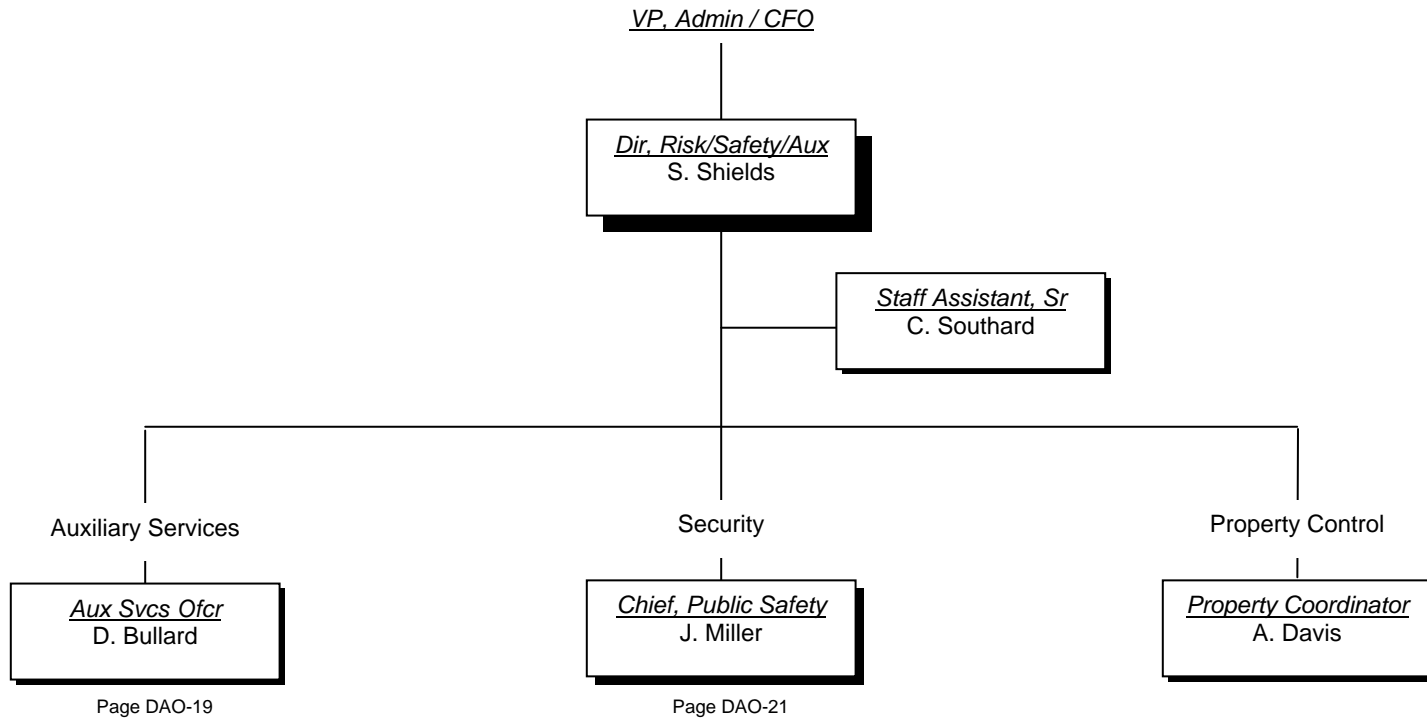 VP, Admin / CFO
Dir, Risk/Safety/Aux
S. Shields
Staff Assistant, Sr
C. Southard
Auxiliary Services
Security
Property Control
Aux Svcs Ofcr
D. Bullard
Chief, Public Safety
J. Miller
Property Coordinator
A. Davis
Page DAO-19
Page DAO-21